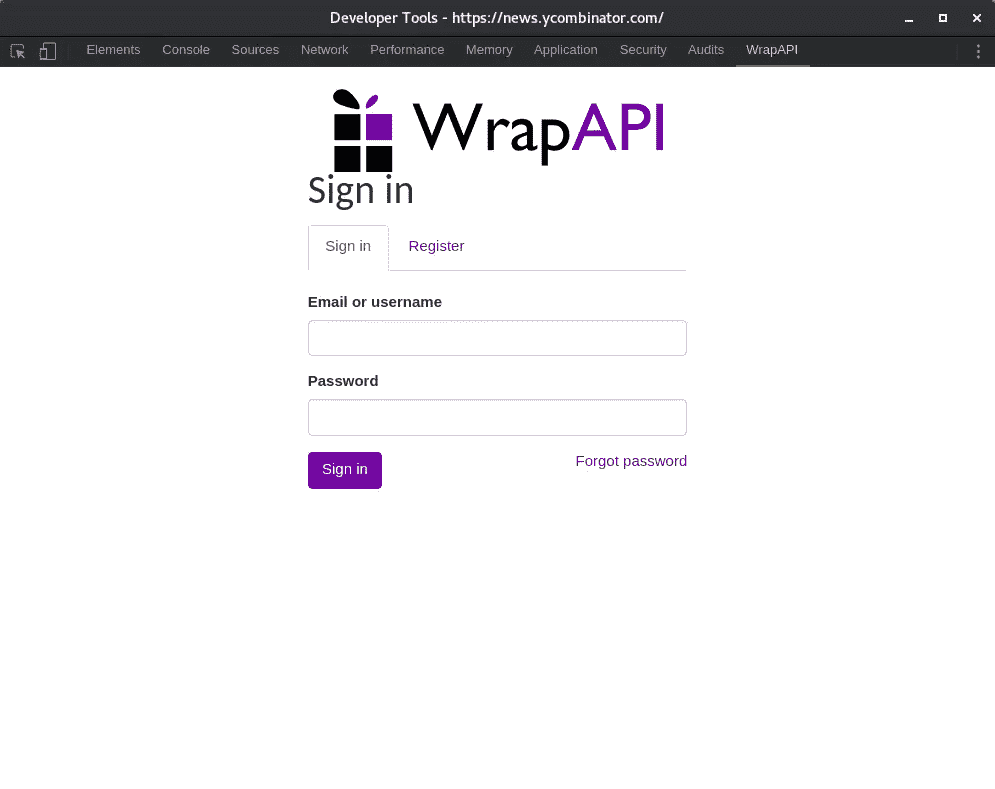 Developer Tools - https://news.ycombinator.com/
Elements Console Sources Network Performance Memory Application Security Audits WrapAPI
WrapAPI
Sign in
Sign in Register
Email or username
Password
Sign in Forgot password